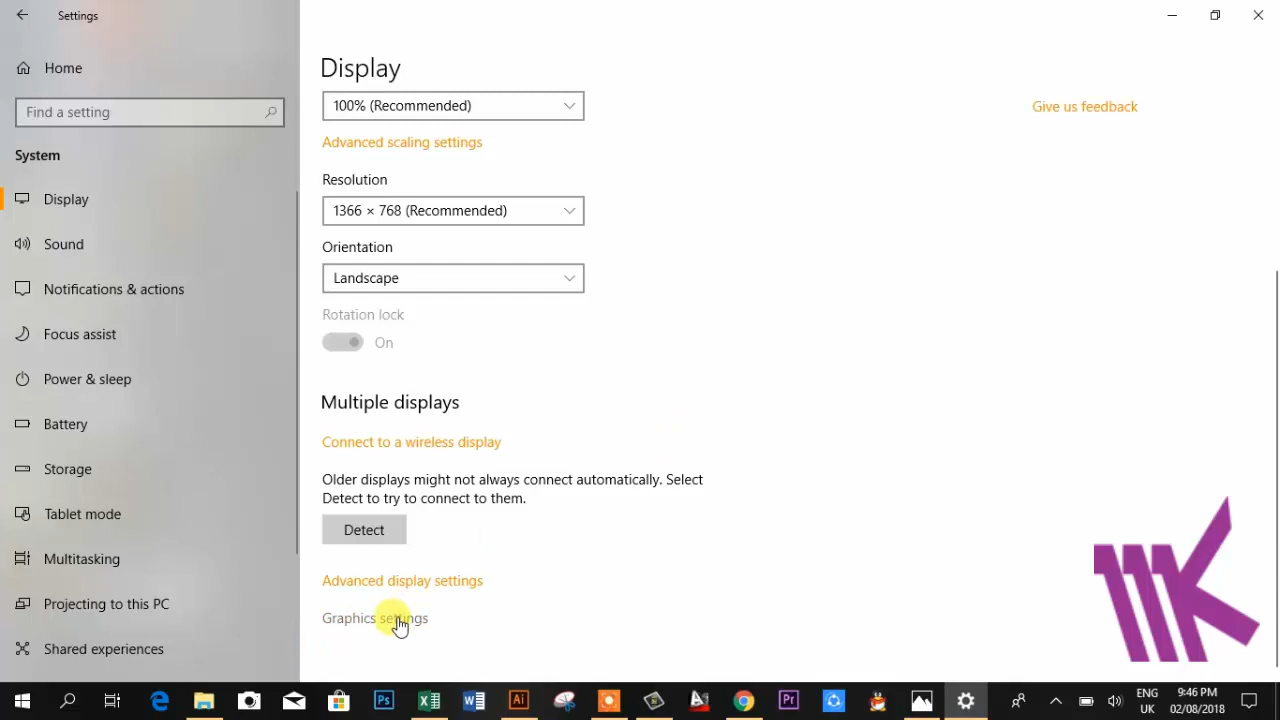 Settings
Home
Find a setting
System
Display
Sound
Notifications & actions
Focus assist
Power & sleep
Battery
Storage
Tablet mode
Multitasking
Projecting to this PC
Shared experiences
Display
100% (Recommended)
Advanced scaling settings
Resolution
1366 × 768 (Recommended)
Orientation
Landscape
Rotation lock
On
Multiple displays
Connect to a wireless display
Older displays might not always connect automatically. Select
Detect to try to connect to them.
Detect
Advanced display settings
Graphics settings
Give us feedback
MK
Ps
Ai
Pr
ENG
UK
9:46 PM
02/08/2018